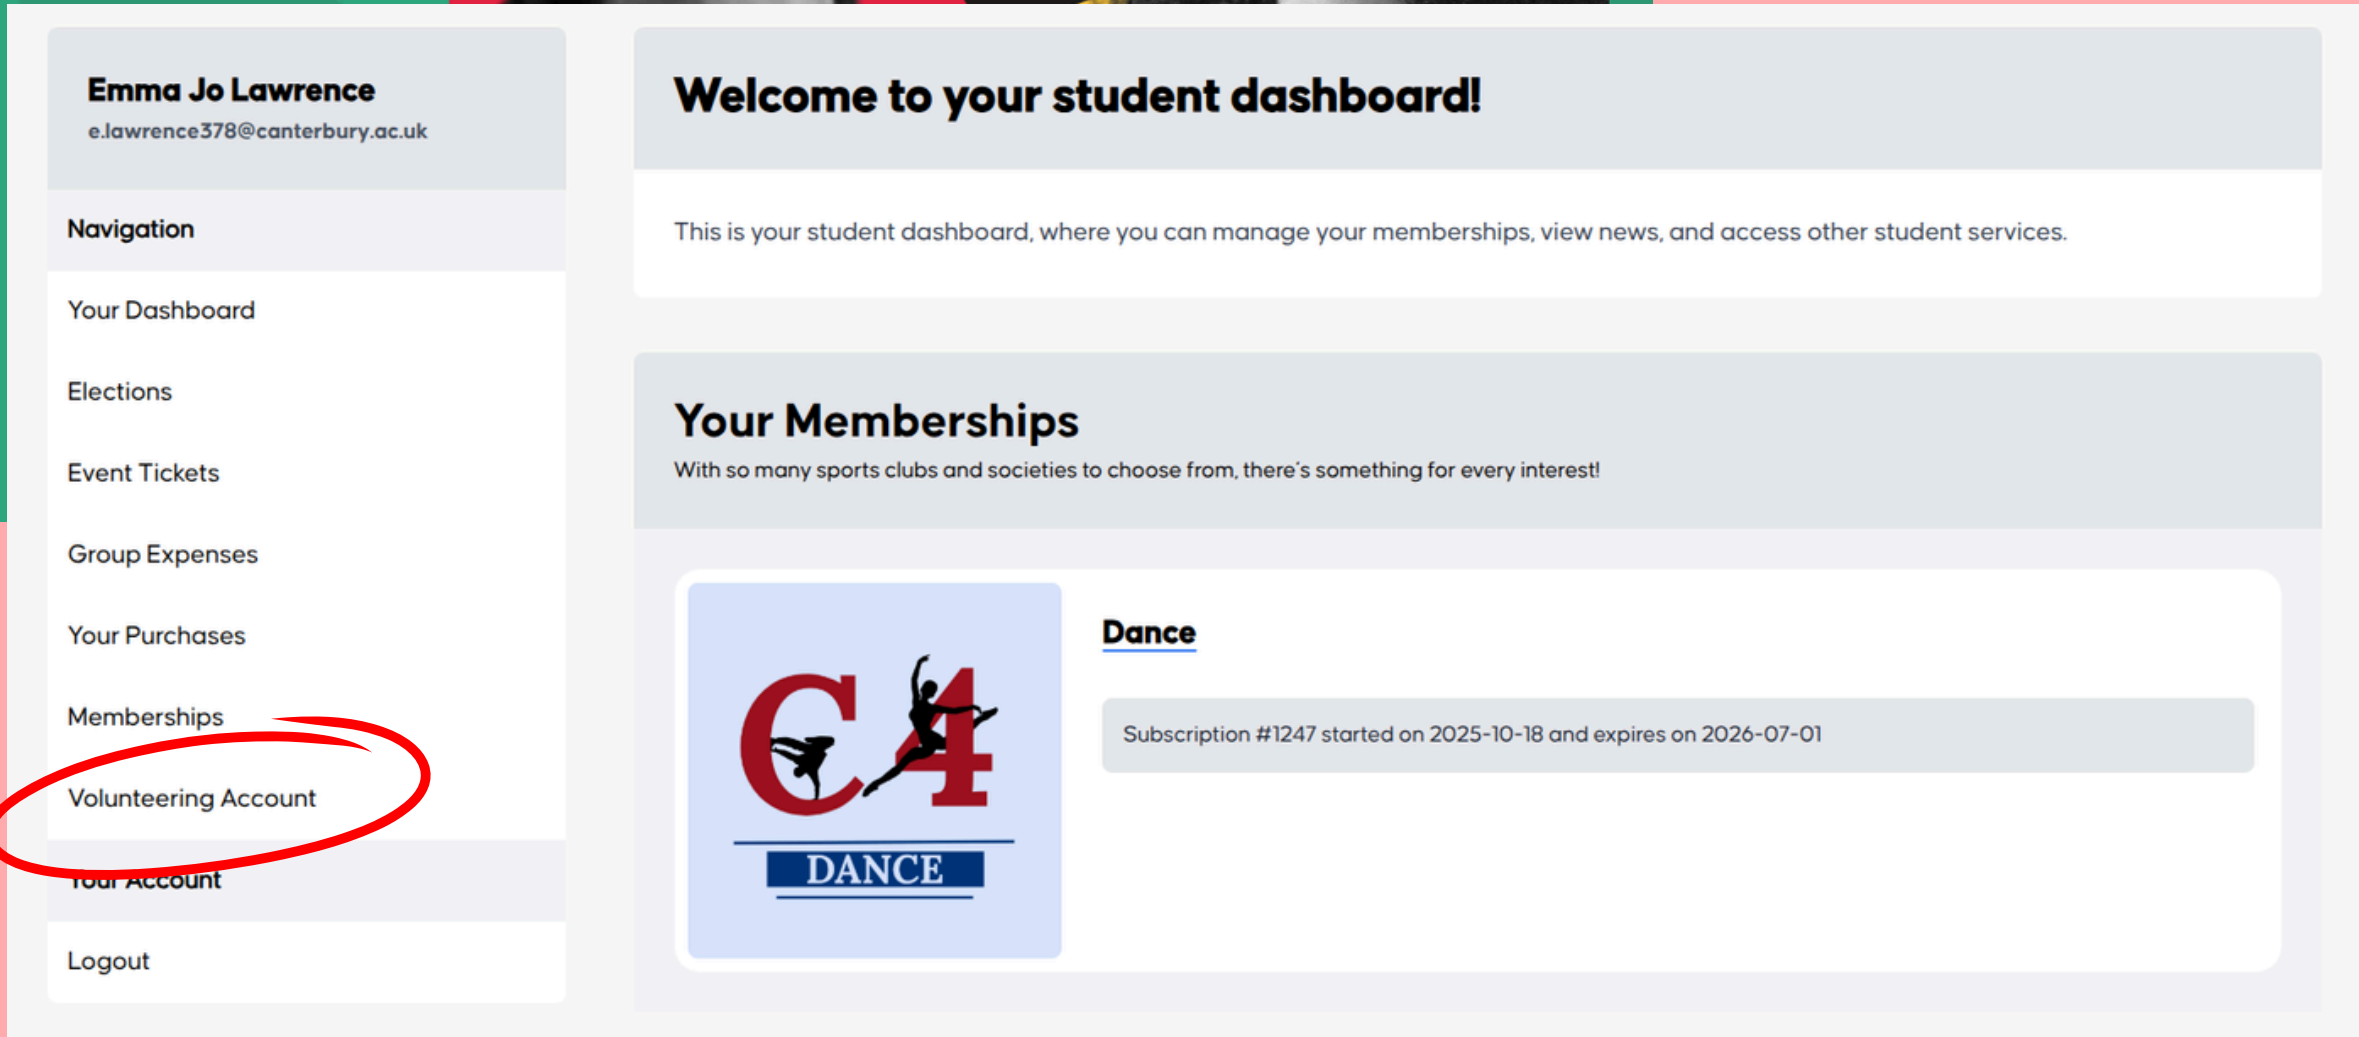 Emma Jo Lawrence
e.lawrence378@canterbury.ac.uk
Navigation
Your Dashboard
Elections
Event Tickets
Group Expenses
Your Purchases
Memberships
Volunteering Account
Your Account
Logout
Welcome to your student dashboard!
This is your student dashboard, where you can manage your memberships, view news, and access other student services.
Your Memberships
With so many sports clubs and societies to choose from, there's something for every interest!
C4
DANCE
Dance
Subscription #1247 started on 2025-10-18 and expires on 2026-07-01